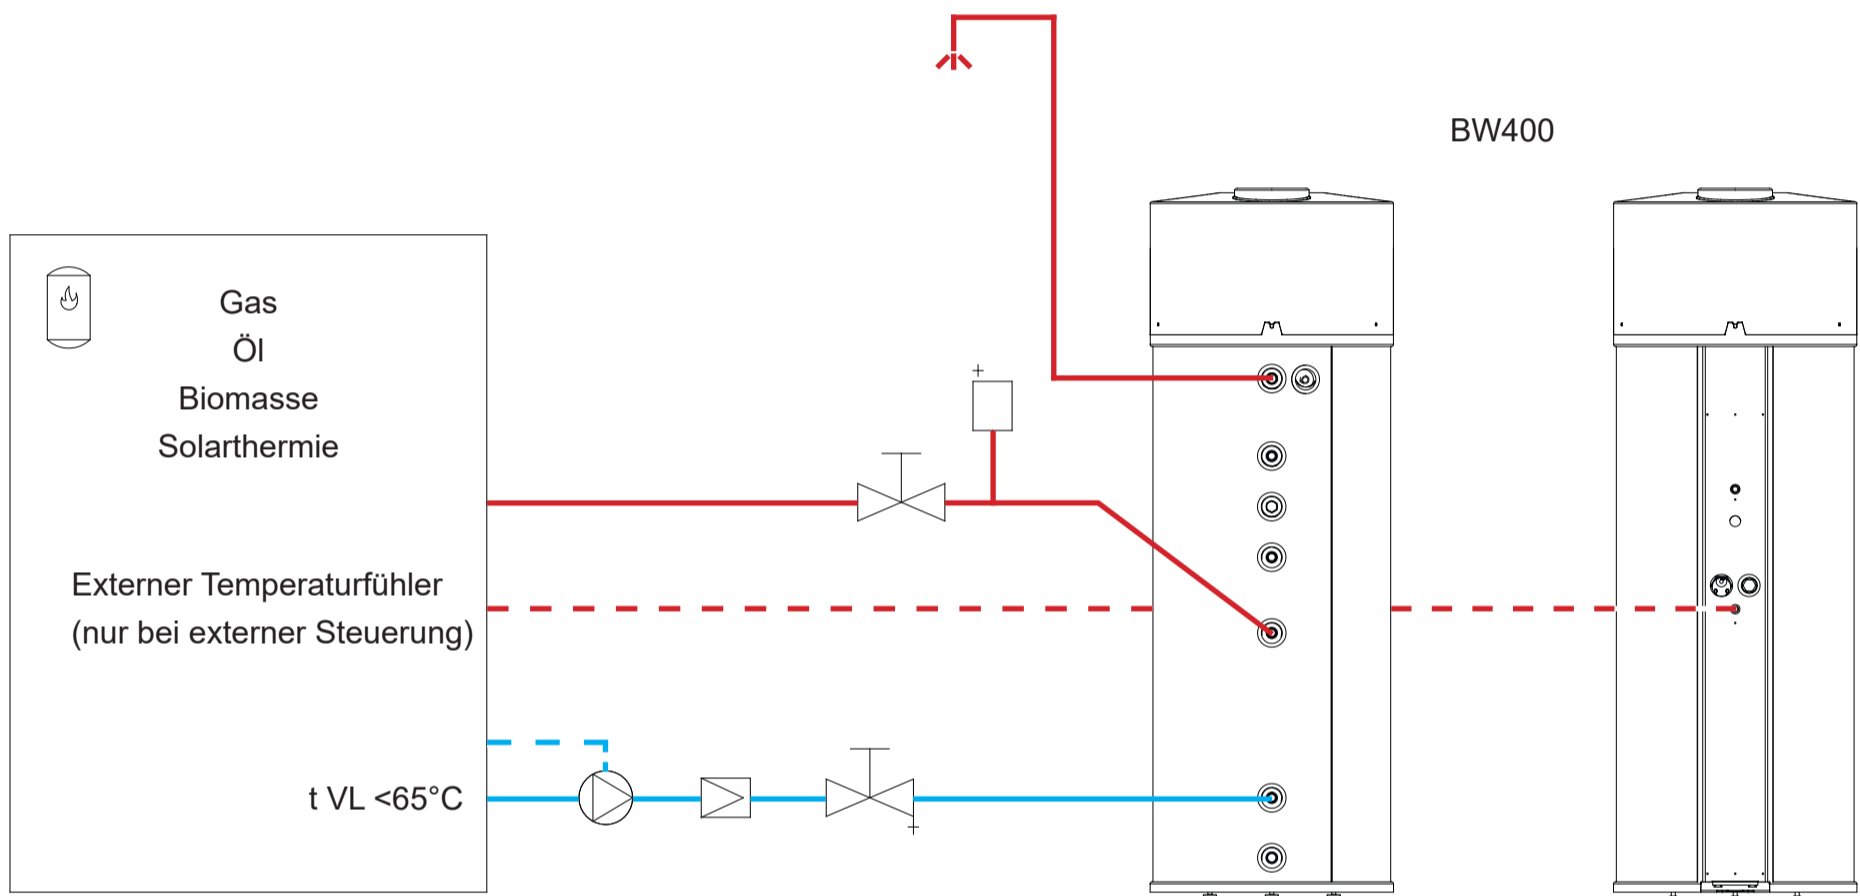 BW400
Gas
Öl
Biomasse
Solarthermie
Externer Temperaturfühler
(nur bei externer Steuerung)
t VL <65°C